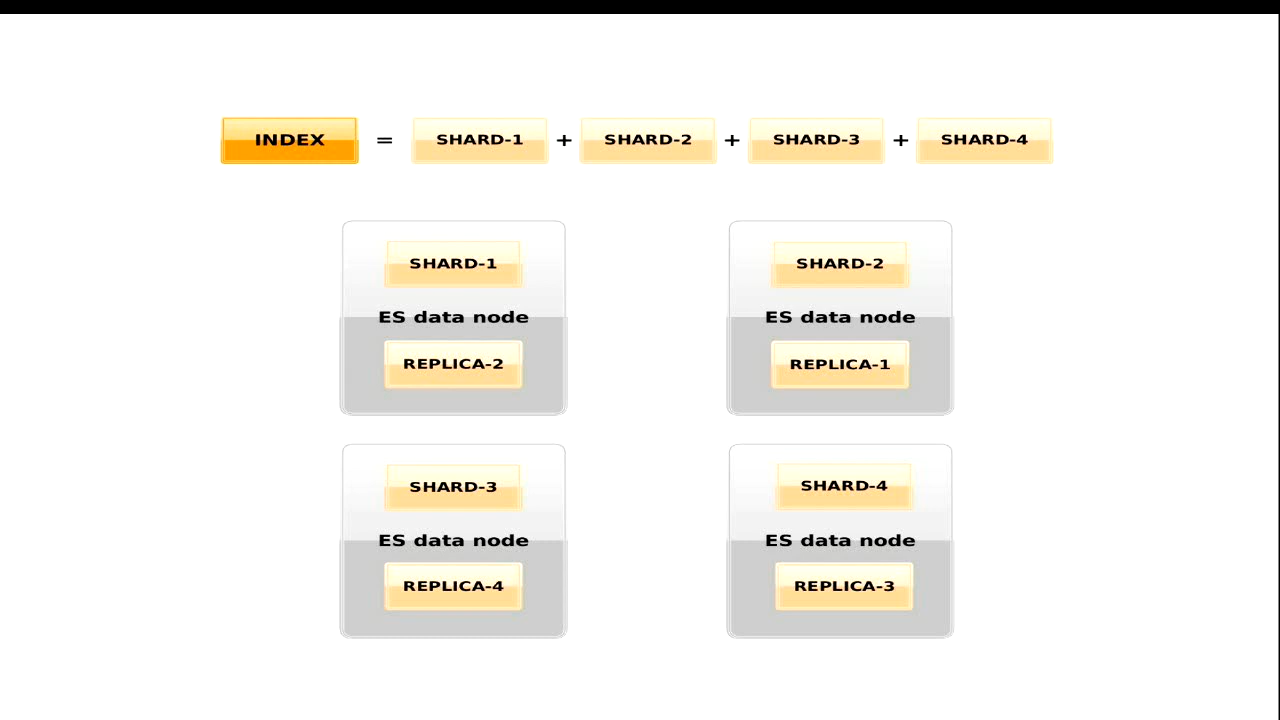 INDEX = SHARD-1 + SHARD-2 + SHARD-3 + SHARD-4
SHARD-1
ES data node
REPLICA-2
SHARD-2
ES data node
REPLICA-1
SHARD-3
ES data node
REPLICA-4
SHARD-4
ES data node
REPLICA-3